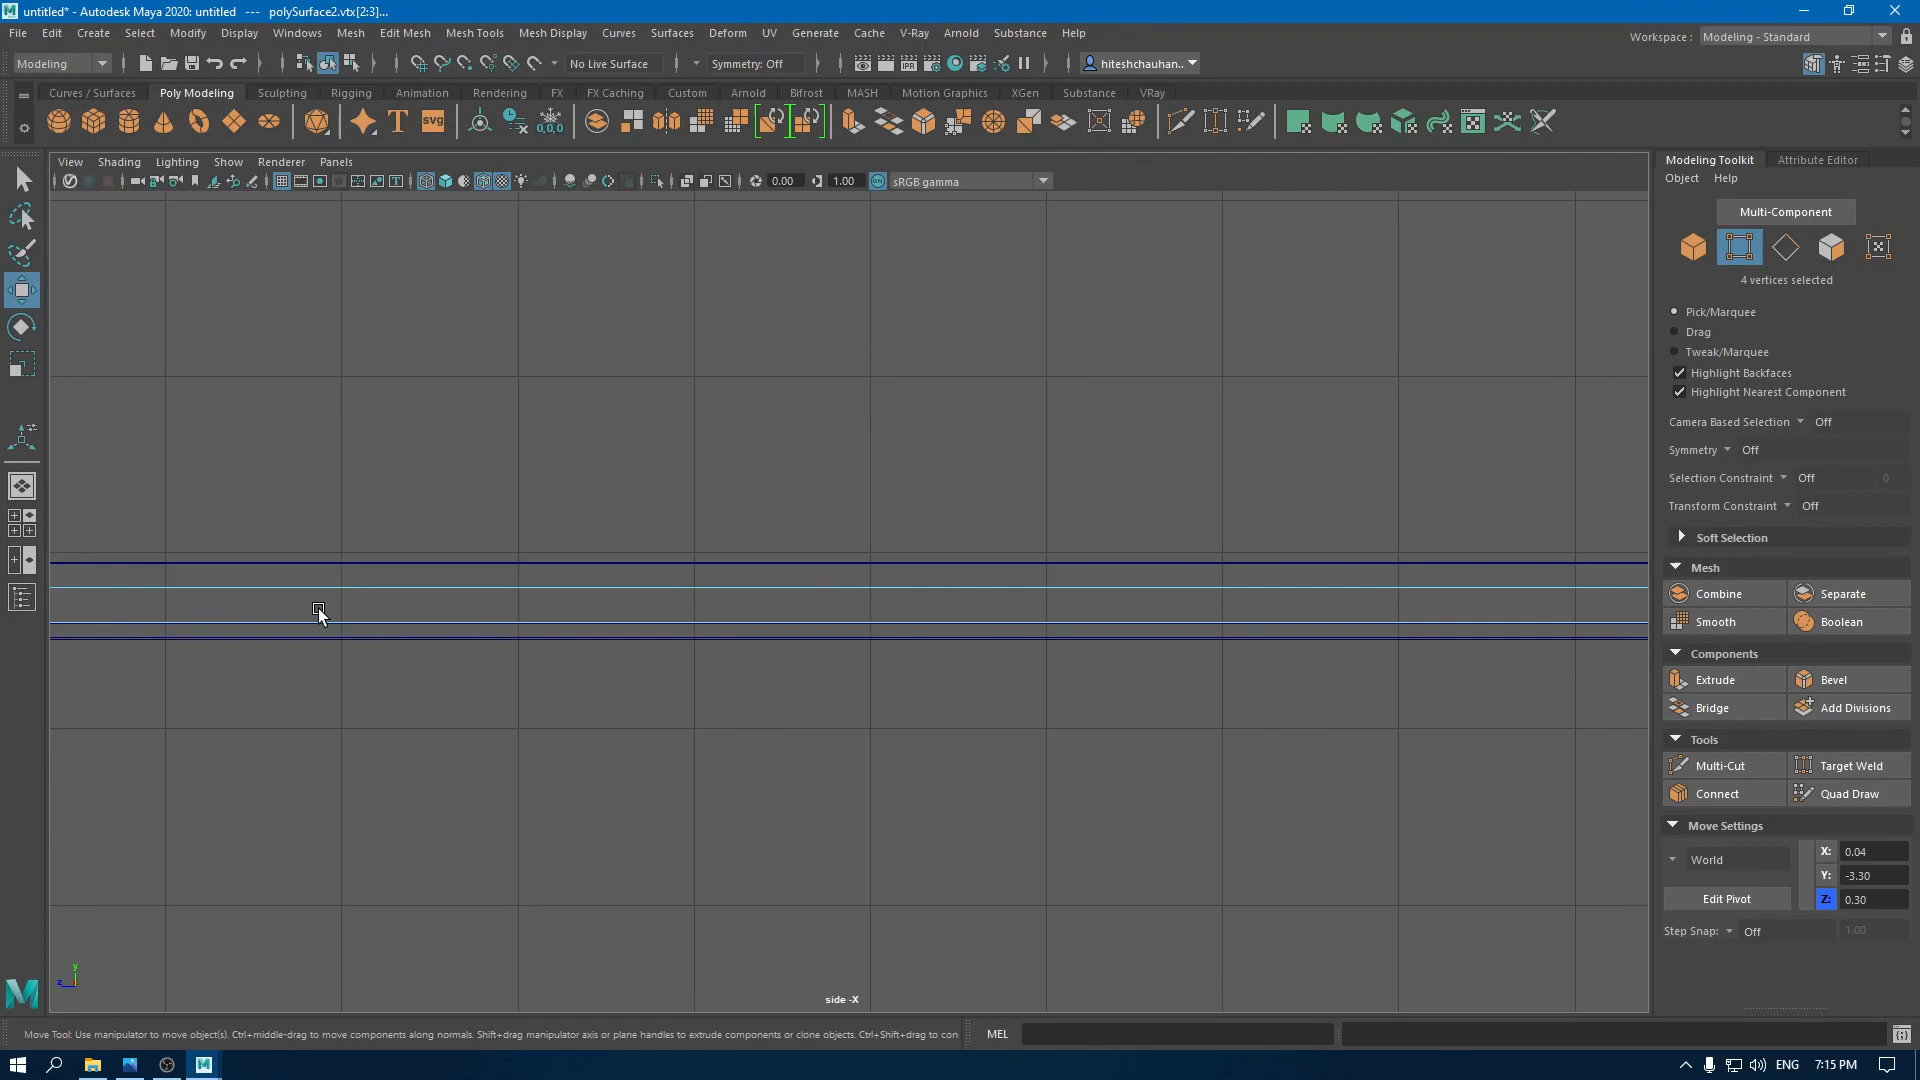 untitled* - Autodesk Maya 2020: untitled --- polySurface2.vtx[2:3]...
File Edit Create Select Modify Display Windows Mesh Edit Mesh Mesh Tools Mesh Display Curves Surfaces Deform UV Generate Cache V-Ray Arnold Substance Help
Workspace : Modeling - Standard
Modeling No Live Surface Symmetry: Off IPR hiteshchauhan..
Curves / Surfaces Poly Modeling Sculpting Rigging Animation Rendering FX FX Caching Custom Arnold Bifrost MASH Motion Graphics XGen Substance VRay
T SVG 0,0,0
View Shading Lighting Show Renderer Panels
0.00 1.00 ON sRGB gamma
Modeling Toolkit Attribute Editor
Object Help
Multi-Component
4 vertices selected
Pick/Marquee
Drag
Tweak/Marquee
Highlight Backfaces
Highlight Nearest Component
Camera Based Selection Off
Symmetry Off
Selection Constraint Off 0
Transform Constraint Off
Soft Selection
Mesh
Combine Separate
Smooth Boolean
Components
Extrude Bevel
Bridge Add Divisions
Tools
Multi-Cut Target Weld
Connect Quad Draw
Move Settings
World
X: 0.04
Y: -3.30
Edit Pivot
Z: 0.30
Step Snap: Off 1.00
y
z
side -X
Move Tool: Use manipulator to move object(s). Ctrl+middle-drag to move components along normals. Shift+drag manipulator axis or plane handles to extrude components or clone objects. Ctrl+Shift+drag to con
MEL
M
ENG 7:15 PM